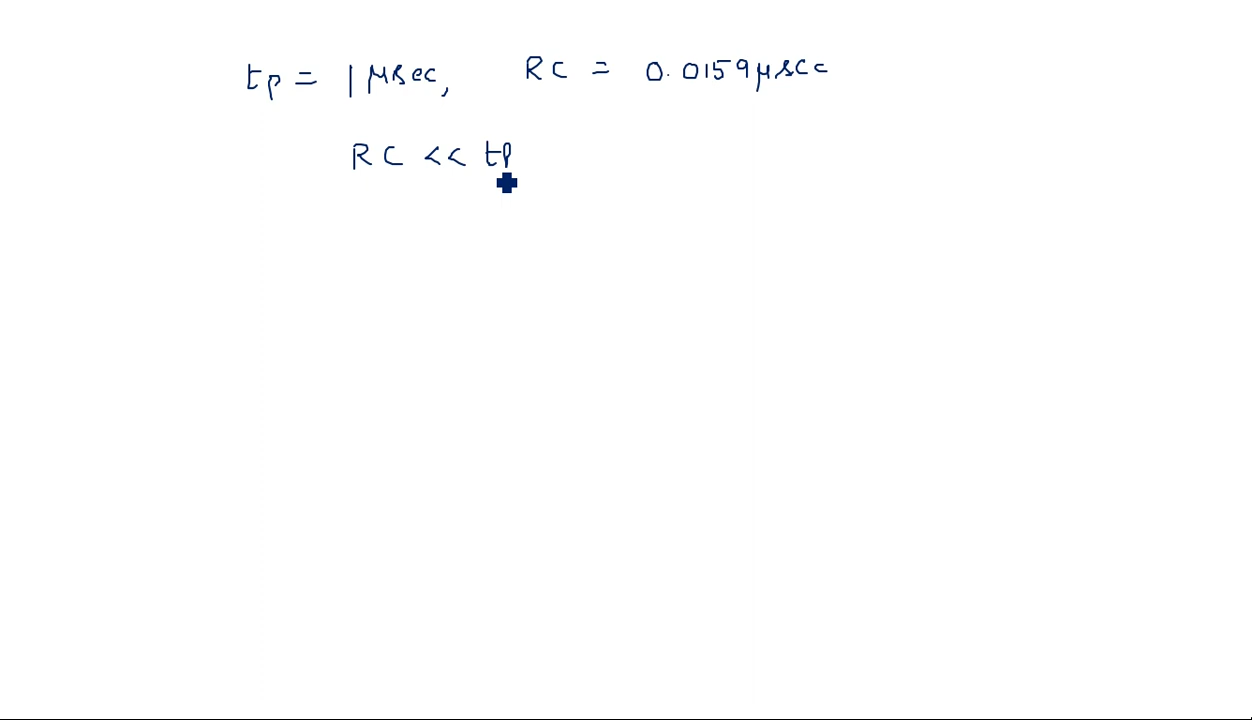 tp = 1 μsec, RC = 0.0159 μsec
RC << tp